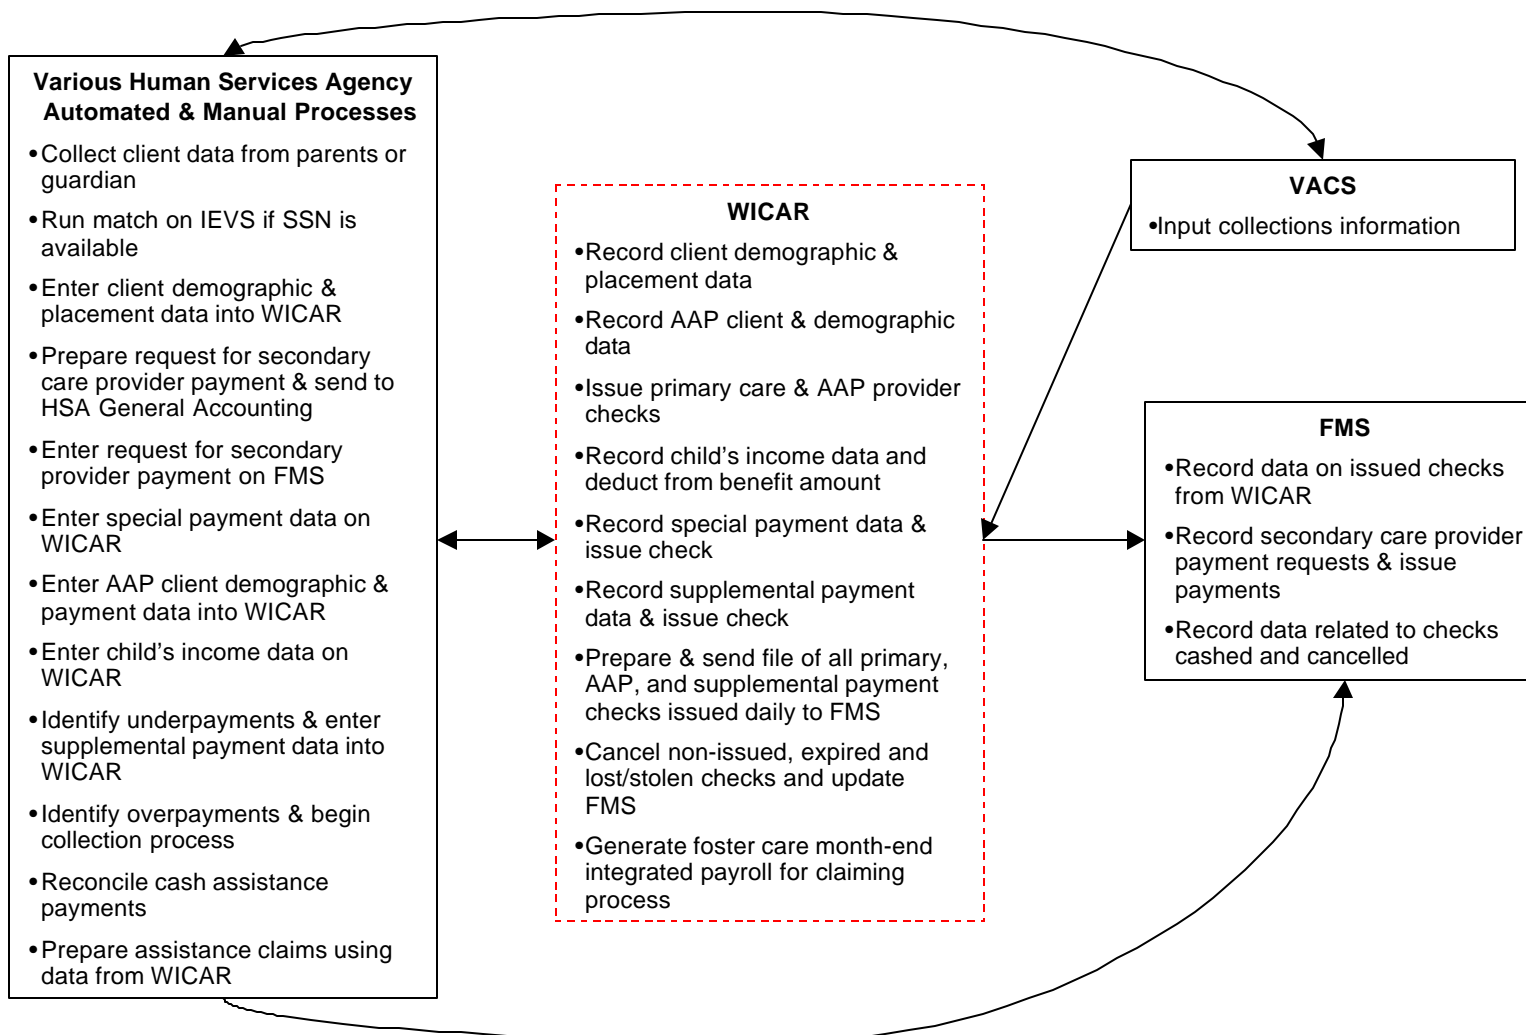 Various Human Services Agency
Automated & Manual Processes
•Collect client data from parents or
guardian
•Run match on IEVS if SSN is
available
•Enter client demographic &
placement data into WICAR
•Prepare request for secondary
care provider payment & send to
HSA General Accounting
•Enter request for secondary
provider payment on FMS
•Enter special payment data on
WICAR
•Enter AAP client demographic &
payment data into WICAR
•Enter child’s income data on
WICAR
•Identify underpayments & enter
supplemental payment data into
WICAR
•Identify overpayments & begin
collection process
•Reconcile cash assistance
payments
•Prepare assistance claims using
data from WICAR
WICAR
•Record client demographic &
placement data
•Record AAP client & demographic
data
•Issue primary care & AAP provider
checks
•Record child’s income data and
deduct from benefit amount
•Record special payment data &
issue check
•Record supplemental payment
data & issue check
•Prepare & send file of all primary,
AAP, and supplemental payment
checks issued daily to FMS
•Cancel non-issued, expired and
lost/stolen checks and update
FMS
•Generate foster care month-end
integrated payroll for claiming
process
VACS
•Input collections information
FMS
•Record data on issued checks
from WICAR
•Record secondary care provider
payment requests & issue
payments
•Record data related to checks
cashed and cancelled